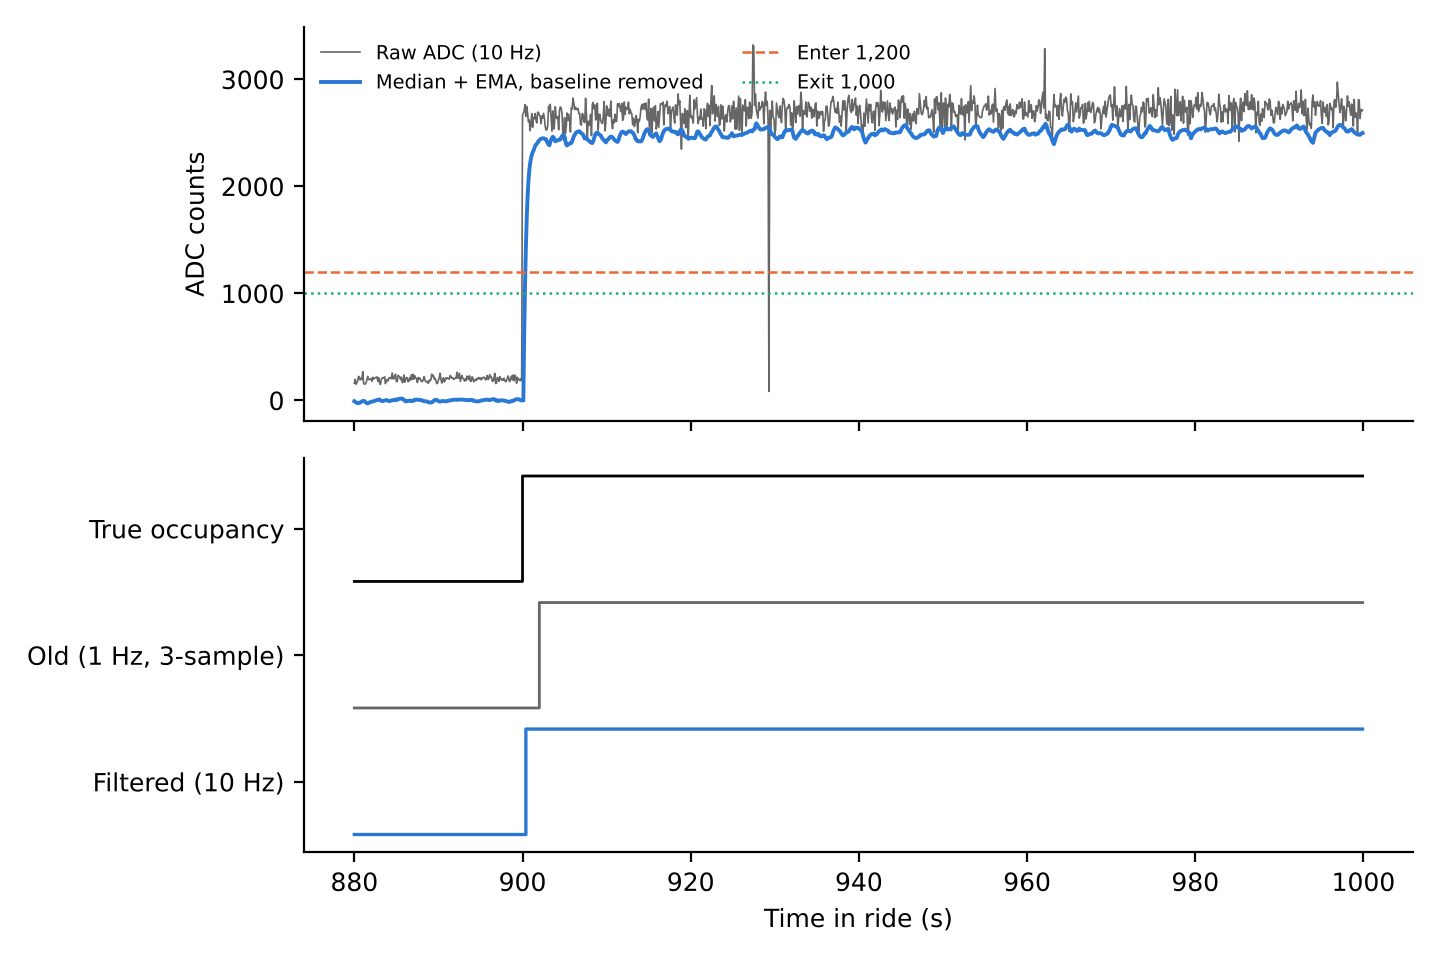 Raw ADC (10 Hz)
Median + EMA, baseline removed
Enter 1,200
Exit 1,000
ADC counts
3000
2000
1000
0
True occupancy
Old (1 Hz, 3-sample)
Filtered (10 Hz)
880 900 920 940 960 980 1000
Time in ride (s)